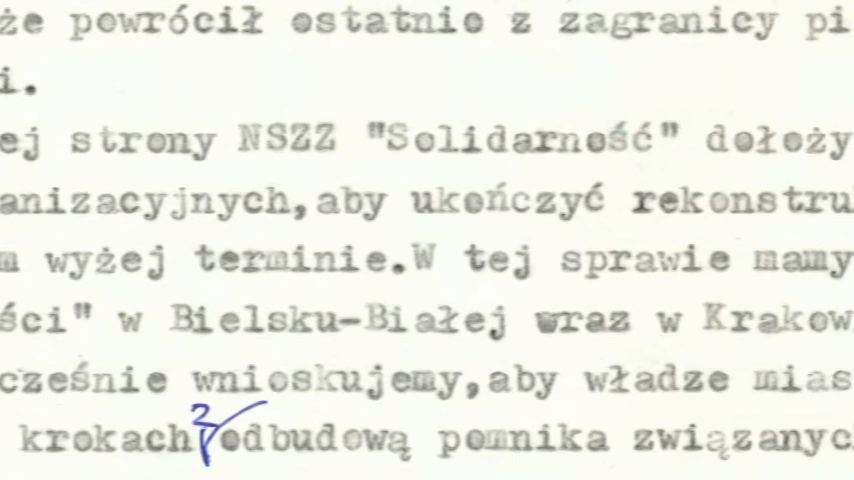 że powrócił ostatnio z zagranicy pi
i.
ej strony NSZZ "Solidarność" dołoży
anizacyjnych,aby ukończyć rekonstru
m wyżej terminie.W tej sprawie mamy
ści" w Bielsku-Białej wraz w Krakow
cześnie wnioskujemy,aby władze mias
krokach z odbudową pomnika związanyc